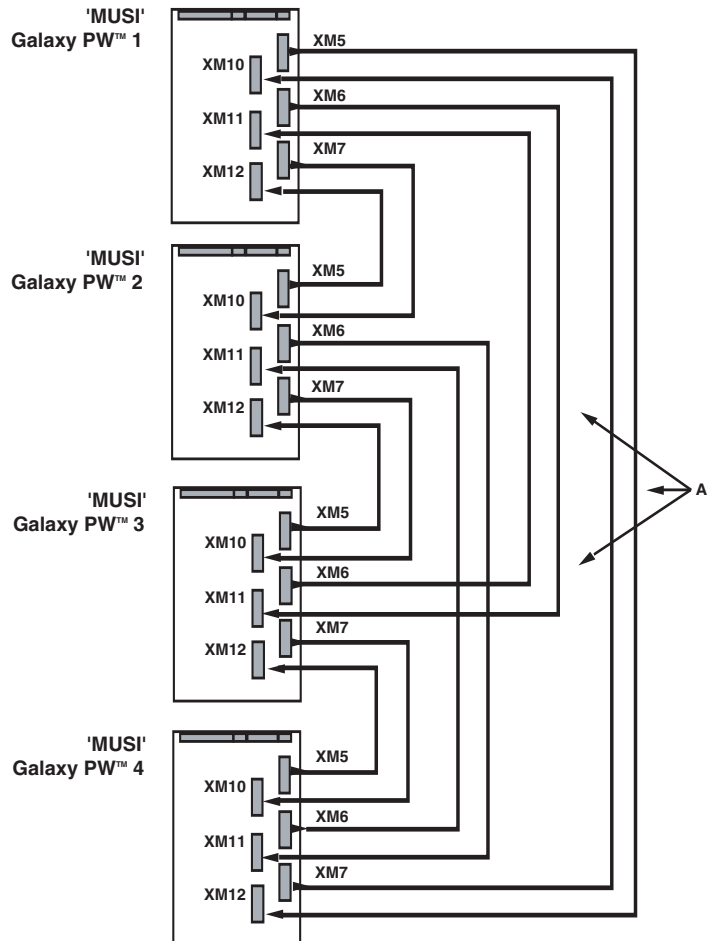 'MUSI'
Galaxy PW™ 1
XM5
XM10
XM6
XM11
XM7
XM12
'MUSI'
Galaxy PW™ 2
XM5
XM10
XM6
XM11
XM7
XM12
A
'MUSI'
Galaxy PW™ 3
XM5
XM10
XM6
XM11
XM7
XM12
'MUSI'
Galaxy PW™ 4
XM5
XM10
XM6
XM11
XM7
XM12